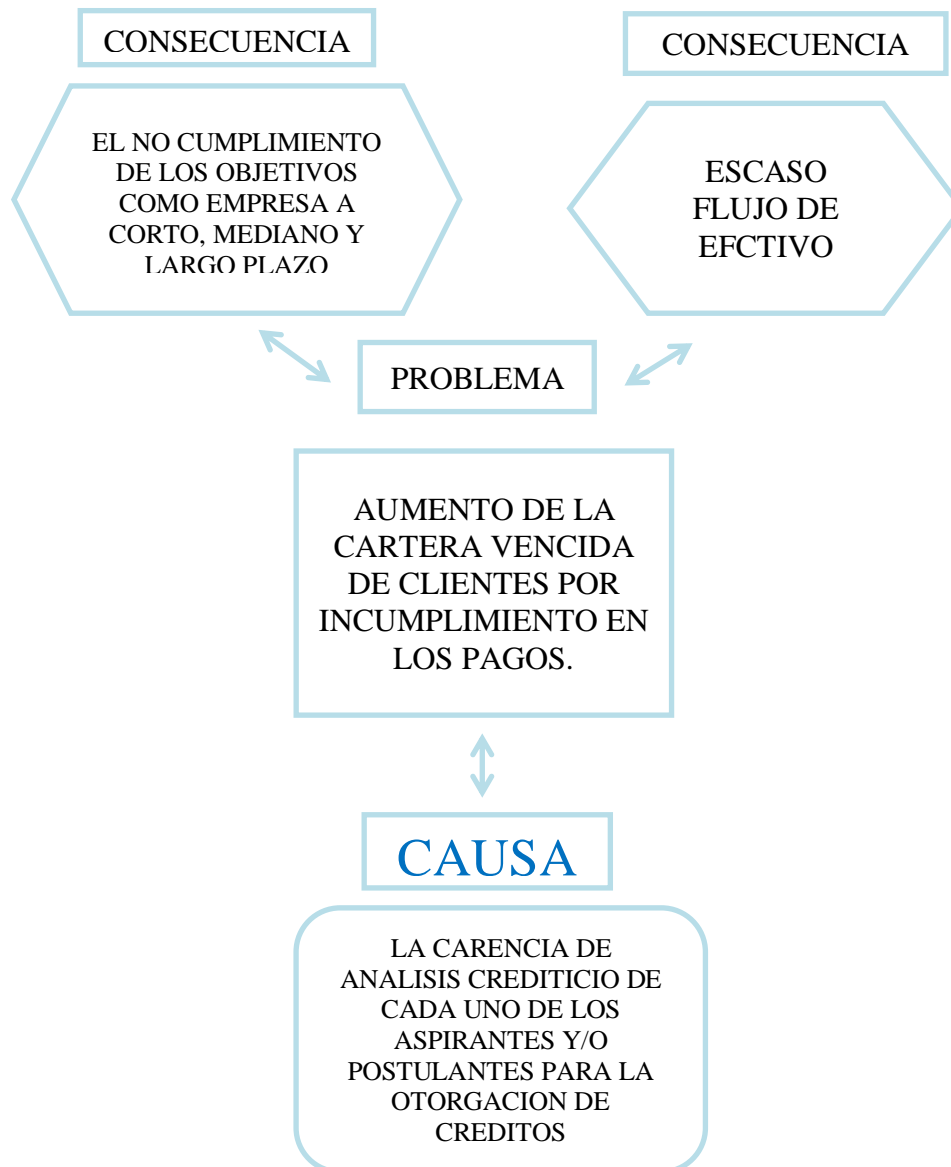 CONSECUENCIA
EL NO CUMPLIMIENTO
DE LOS OBJETIVOS
COMO EMPRESA A
CORTO, MEDIANO Y
LARGO PLAZO
CONSECUENCIA
ESCASO
FLUJO DE
EFCTIVO
PROBLEMA
AUMENTO DE LA
CARTERA VENCIDA
DE CLIENTES POR
INCUMPLIMIENTO EN
LOS PAGOS.
CAUSA
LA CARENCIA DE
ANALISIS CREDITICIO DE
CADA UNO DE LOS
ASPIRANTES Y/O
POSTULANTES PARA LA
OTORGACION DE
CREDITOS